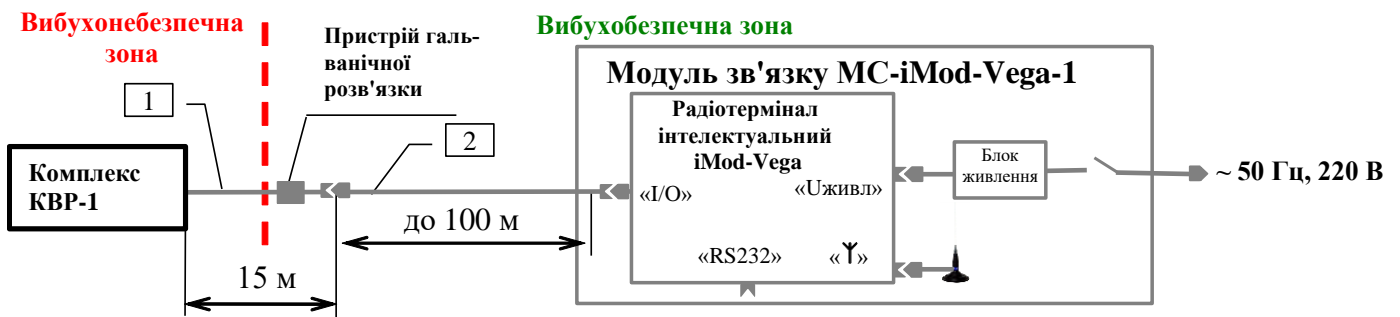 Вибухонебезпечна
зона
Пристрій галь-
ванічної
розв'язки
Вибухобезпечна зона
Модуль зв'язку MC-iMod-Vega-1
Радіотермінал
інтелектуальний
iMod-Vega
1
2
Комплекс
КВР-1
«I/O»
«Uживл»
Блок
живлення
~ 50 Гц, 220 В
до 100 м
«RS232»
«Y»
15 м